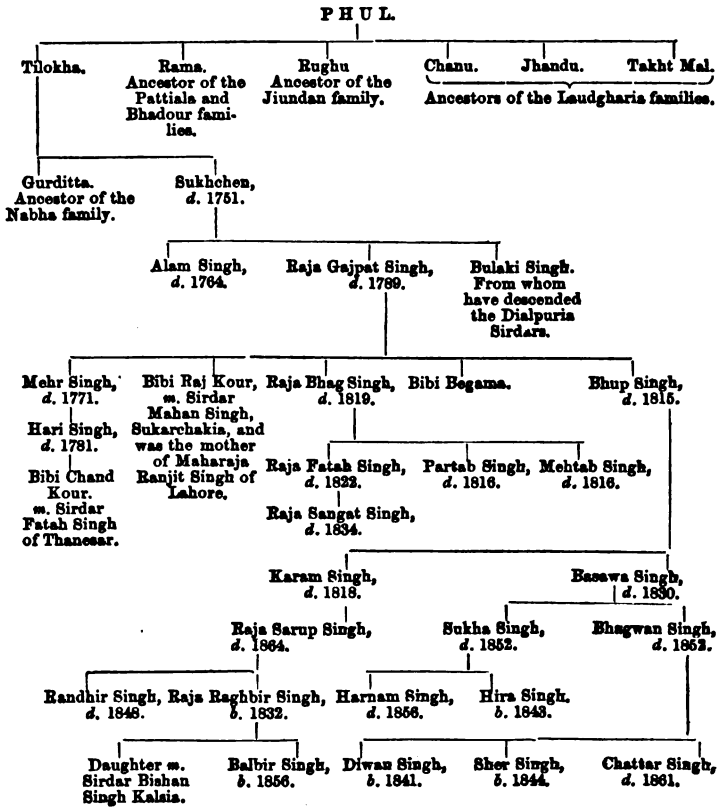 PHUL.
Tilokha. Rama. Rughu Chanu. Jhandu. Takht Mal.
Ancestor of the Ancestor of the Ancestors of the Laudgharia families.
Pattiala and Jiundan family.
Bhadour fami-
lies.
Gurditta. Sukhchen,
Ancestor of the d. 1751.
Nabha family.
Alam Singh, Raja Gajpat Singh, Bulaki Singh.
d. 1764. d. 1789. From whom
have descended
the Dialpuria
Sirdars.
Mehr Singh, Bibi Raj Kour, Raja Bhag Singh, Bibi Begama. Bhup Singh,
d. 1771. m. Sirdar d. 1819. d. 1815.
Hari Singh, Mahan Singh,
d. 1781. Sukarchakia, and
was the mother
Bibi Chand of Maharaja Raja Fatah Singh, Partab Singh, Mehtab Singh,
Kour. Ranjit Singh of d. 1822. d. 1816. d. 1816.
m. Sirdar Lahore.
Fatah Singh Raja Sangat Singh,
of Thanesar. d. 1834.
Karam Singh, Basawa Singh,
d. 1818. d. 1830.
Raja Sarup Singh, Sukha Singh, Bhagwan Singh,
d. 1864. d. 1852. d. 1852.
Randhir Singh, Raja Raghbir Singh, Harnam Singh, Hira Singh.
d. 1848. b. 1832. d. 1856. b. 1843.
Daughter m. Balbir Singh, Diwan Singh, Sher Singh, Chattar Singh,
Sirdar Bishan b. 1856. b. 1841. b. 1844. d. 1861.
Singh Kalsia.